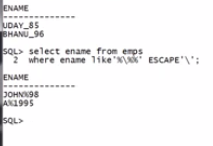 ENAME
---------------
UDAY_85
BHANU_96
SQL> select ename from emps
2 where ename like'%\%%' ESCAPE'\';
ENAME
---------------
JOHN%98
A%1995
SQL>